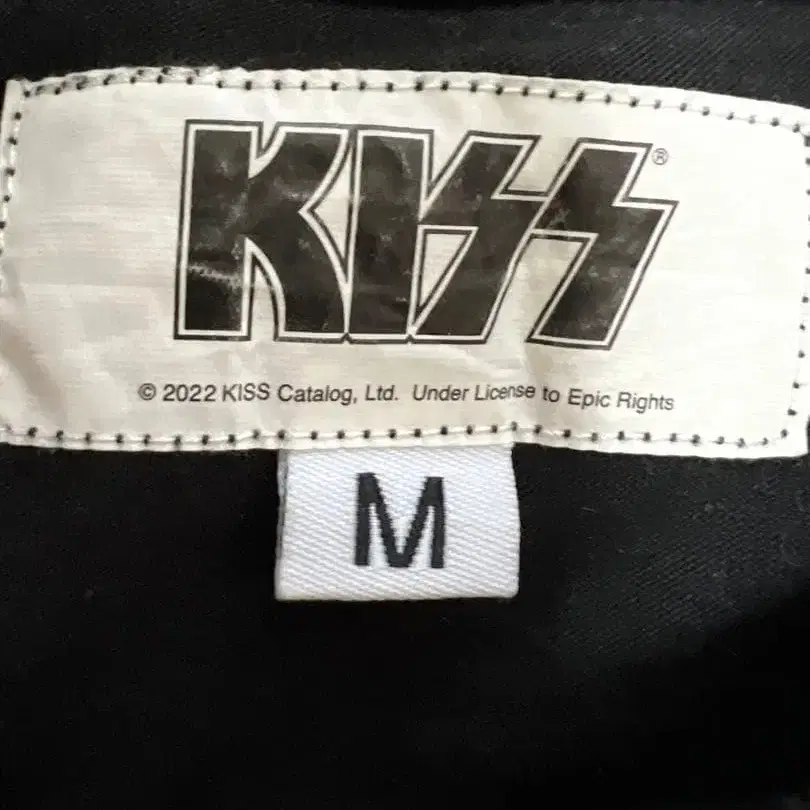 KISS®
© 2022 KISS Catalog, Ltd. Under License to Epic Rights
M